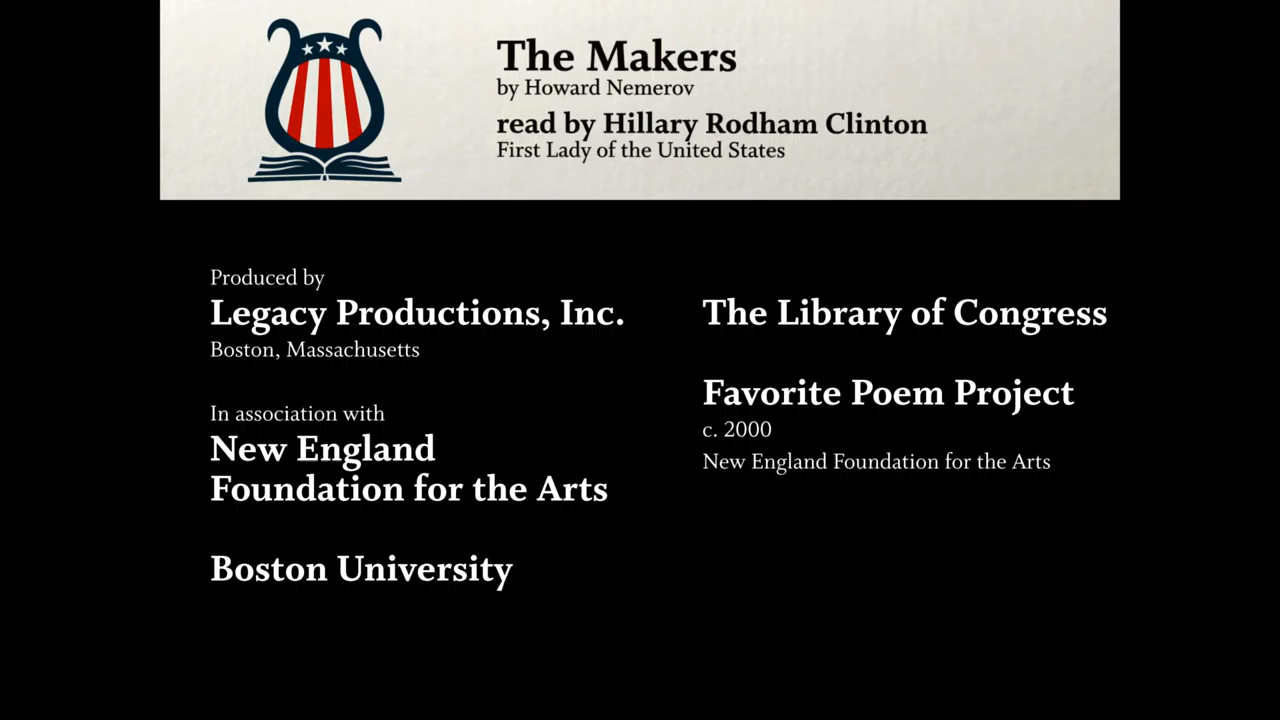 The Makers
by Howard Nemerov
read by Hillary Rodham Clinton
First Lady of the United States
Produced by
Legacy Productions, Inc.
Boston, Massachusetts
In association with
New England
Foundation for the Arts
Boston University
The Library of Congress
Favorite Poem Project
c. 2000
New England Foundation for the Arts